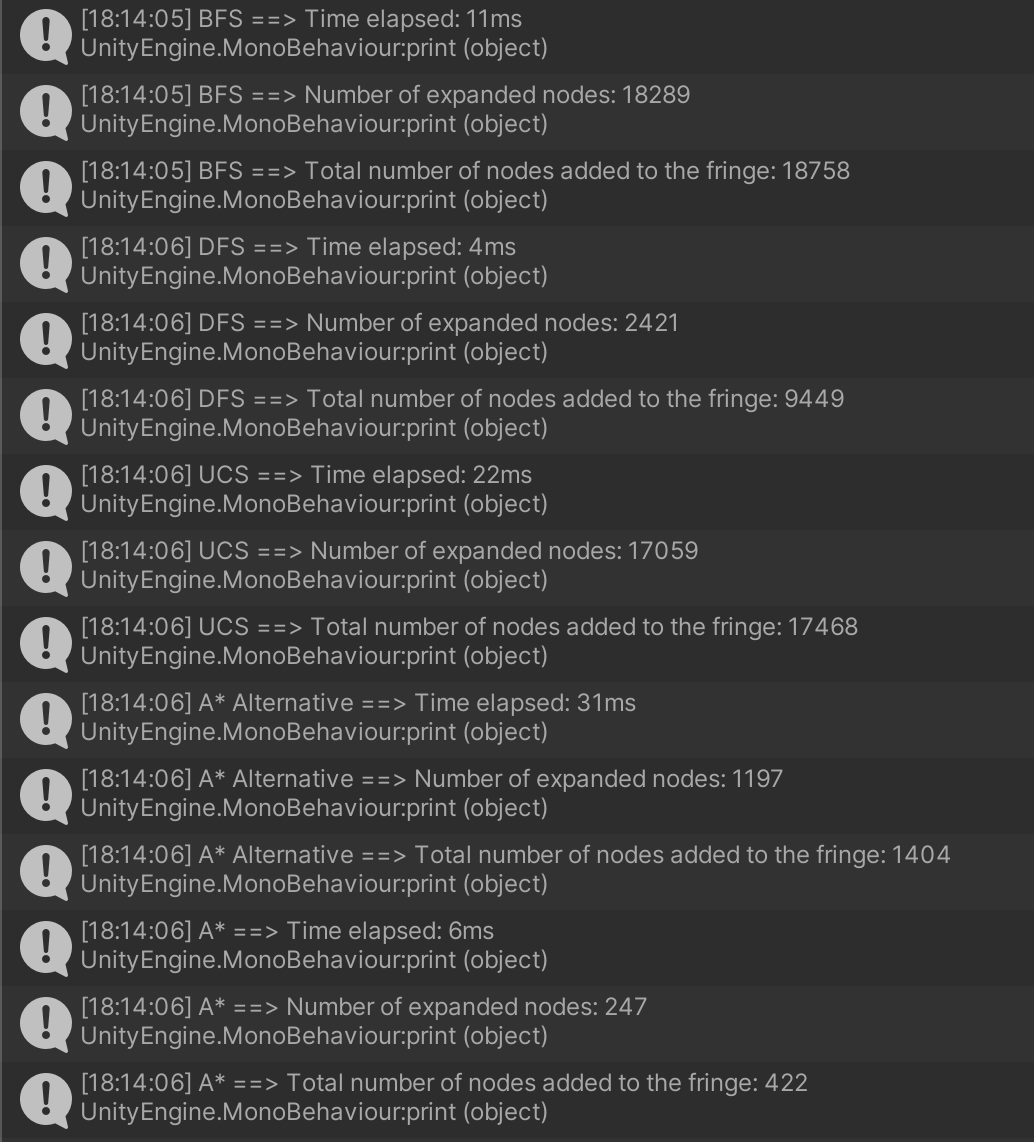 [18:14:05] BFS ==> Time elapsed: 11ms
UnityEngine.MonoBehaviour:print (object)
[18:14:05] BFS ==> Number of expanded nodes: 18289
UnityEngine.MonoBehaviour:print (object)
[18:14:05] BFS ==> Total number of nodes added to the fringe: 18758
UnityEngine.MonoBehaviour:print (object)
[18:14:06] DFS ==> Time elapsed: 4ms
UnityEngine.MonoBehaviour:print (object)
[18:14:06] DFS ==> Number of expanded nodes: 2421
UnityEngine.MonoBehaviour:print (object)
[18:14:06] DFS ==> Total number of nodes added to the fringe: 9449
UnityEngine.MonoBehaviour:print (object)
[18:14:06] UCS ==> Time elapsed: 22ms
UnityEngine.MonoBehaviour:print (object)
[18:14:06] UCS ==> Number of expanded nodes: 17059
UnityEngine.MonoBehaviour:print (object)
[18:14:06] UCS ==> Total number of nodes added to the fringe: 17468
UnityEngine.MonoBehaviour:print (object)
[18:14:06] A* Alternative ==> Time elapsed: 31ms
UnityEngine.MonoBehaviour:print (object)
[18:14:06] A* Alternative ==> Number of expanded nodes: 1197
UnityEngine.MonoBehaviour:print (object)
[18:14:06] A* Alternative ==> Total number of nodes added to the fringe: 1404
UnityEngine.MonoBehaviour:print (object)
[18:14:06] A* ==> Time elapsed: 6ms
UnityEngine.MonoBehaviour:print (object)
[18:14:06] A* ==> Number of expanded nodes: 247
UnityEngine.MonoBehaviour:print (object)
[18:14:06] A* ==> Total number of nodes added to the fringe: 422
UnityEngine.MonoBehaviour:print (object)